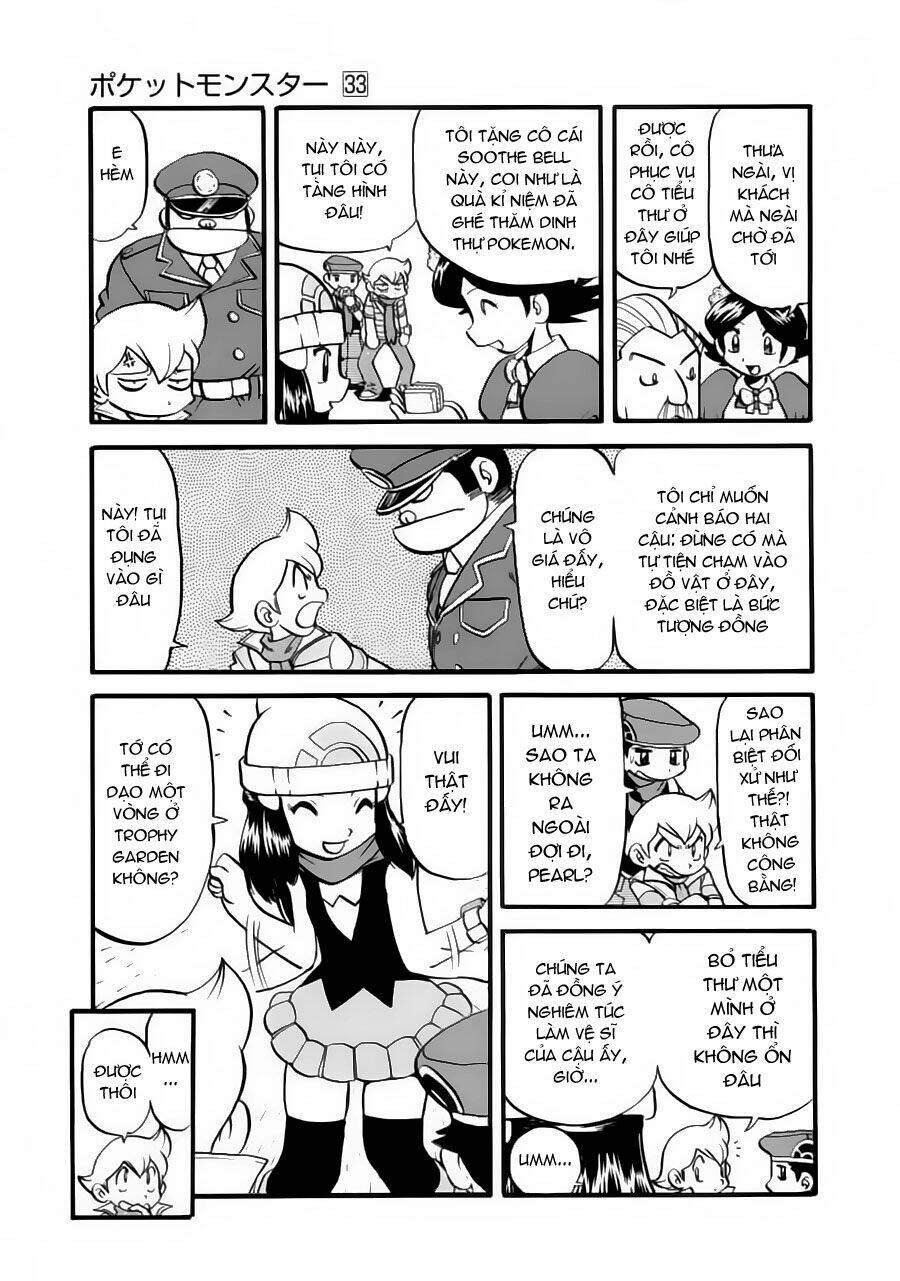 ポケットモンスター 33
THƯA
NGÀI, VỊ
KHÁCH
MÀ NGÀI
CHỜ ĐÃ
TỚI
ĐƯỢC
RỒI, CÔ
PHỤC VỤ
CÔ TIỂU
THƯ Ở
ĐÂY GIÚP
TÔI NHÉ
TÔI TẶNG CÔ CÁI
SOOTHE BELL
NÀY, COI NHƯ LÀ
QUÀ KỈ NIỆM ĐÃ
GHÉ THĂM DINH
THỰ POKEMON.
NÀY NÀY,
TỤI TÔI CÓ
TÀNG HÌNH
ĐÂU!
E
HÈM
TÔI CHỈ MUỐN
CẢNH BÁO HAI
CẬU: ĐỪNG CÓ MÀ
TỰ TIỆN CHẠM VÀO
ĐỒ VẬT Ở ĐÂY,
ĐẶC BIỆT LÀ BỨC
TƯỢNG ĐỒNG
CHÚNG
LÀ VÔ
GIÁ ĐẤY,
HIỂU
CHỨ?
NÀY! TỤI
TÔI ĐÃ
ĐỤNG
VÀO GÌ
ĐÂU
SAO
LẠI PHÂN
BIỆT ĐỐI
XỬ NHƯ
THẾ?!
THẬT
KHÔNG
CÔNG
BẰNG!
UMM...
SAO TA
KHÔNG
RA
NGOÀI
ĐỢI ĐI,
PEARL?
BỎ TIỂU
THƯ MỘT
MÌNH Ở
ĐÂY THÌ
KHÔNG ỔN
ĐÂU
CHÚNG TA
ĐÃ ĐỒNG Ý
NGHIÊM TÚC
LÀM VỆ SĨ
CỦA CẬU ẤY,
GIỜ...
UMM...
VUI
THẬT
ĐẤY!
TỚ CÓ
THỂ ĐI
DẠO MỘT
VÒNG Ở
TROPHY
GARDEN
KHÔNG?
HMM
...
ĐƯỢC
THÔI